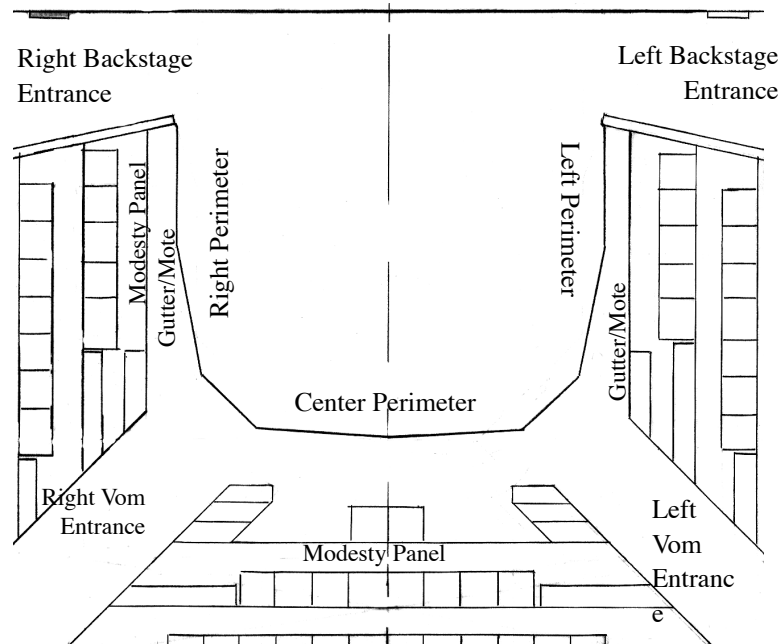 Right Backstage
Entrance
Left Backstage
Entrance
Modesty Panel
Gutter/Mote
Right Perimeter
Left Perimeter
Gutter/Mote
Center Perimeter
Right Vom
Entrance
Modesty Panel
Left
Vom
Entranc
e